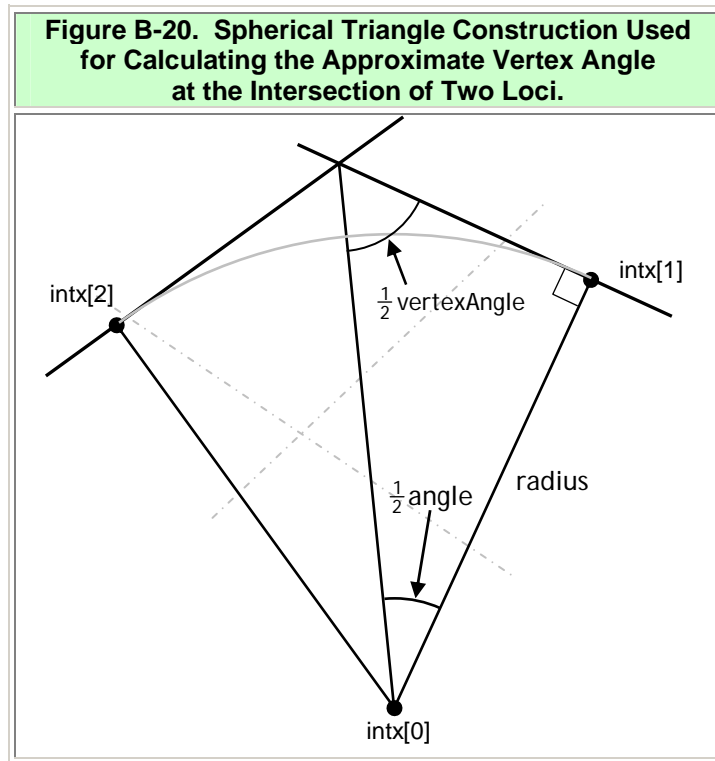 Figure B-20.  Spherical Triangle Construction Used
for Calculating the Approximate Vertex Angle
at the Intersection of Two Loci.
intx[2]
intx[1]
½ vertexAngle
radius
½ angle
intx[0]